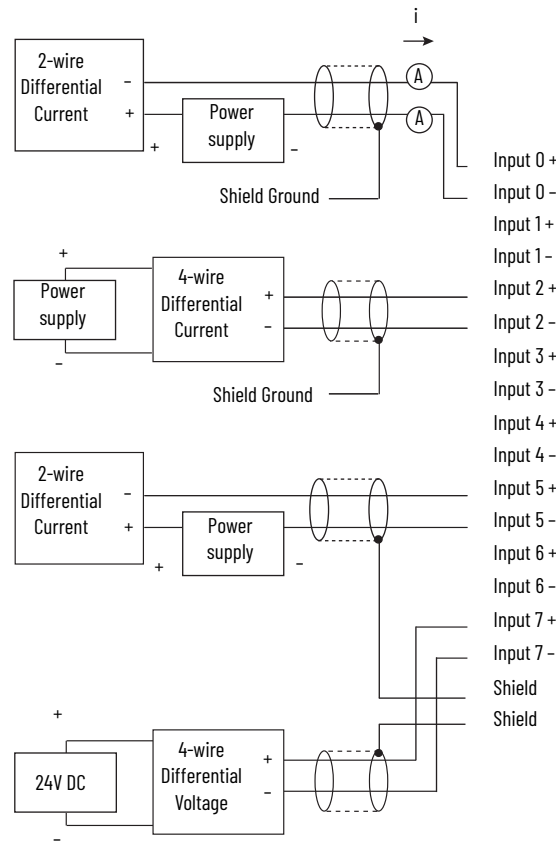 i
2-wire
Differential
Current
–
+
A
A
Power
supply
+
–
Shield Ground
Input 0 +
Input 0 –
Input 1 +
Input 1 –
Input 2 +
Input 2 –
Input 3 +
Input 3 –
Input 4 +
Input 4 –
Input 5 +
Input 5 –
Input 6 +
Input 6 –
Input 7 +
Input 7 –
Shield
Shield
+
Power
supply
–
4-wire
Differential
Current
+
–
Shield Ground
2-wire
Differential
Current
–
+
Power
supply
+
–
+
24V DC
–
4-wire
Differential
Voltage
+
–